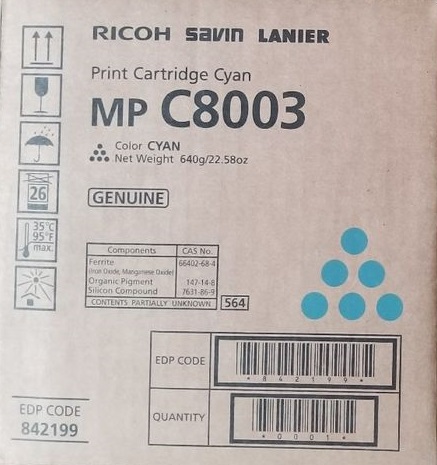 RICOH Savin LANIER
Print Cartridge Cyan
MP C8003
Color CYAN
Net Weight 640g/22.58oz
26
GENUINE
35°C
95°F
max.
Components CAS No.
Ferrite 66402-68-4
(Iron Oxide, Manganese Oxide)
Organic Pigment 147-14-8
Silicon Compound 7631-86-9
CONTENTS PARTIALLY UNKNOWN 564
EDP CODE
*842199*
QUANTITY
*0001*
EDP CODE
842199